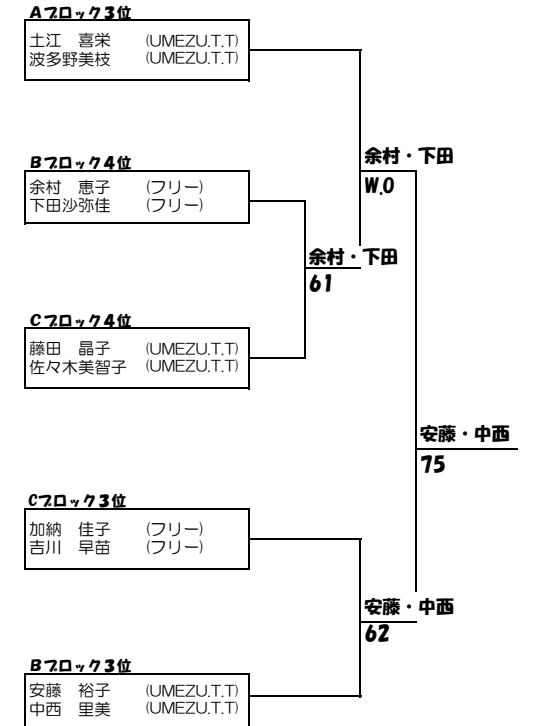 Aブロック3位
土江　喜栄　(UMEZU.T.T)
波多野美枝　(UMEZU.T.T)
余村・下田
W.O
Bブロック4位
余村　恵子　(フリー)
下田沙弥佳　(フリー)
余村・下田
61
Cブロック4位
藤田　晶子　(UMEZU.T.T)
佐々木美智子　(UMEZU.T.T)
安藤・中西
75
Cブロック3位
加納　佳子　(フリー)
吉川　早苗　(フリー)
安藤・中西
62
Bブロック3位
安藤　裕子　(UMEZU.T.T)
中西　里美　(UMEZU.T.T)